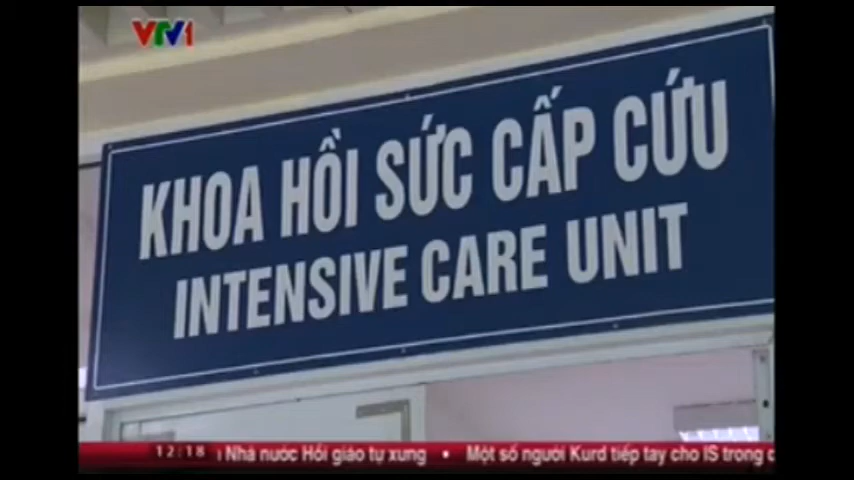 VTV1
KHOA HỒI SỨC CẤP CỨU
INTENSIVE CARE UNIT
12:18 Nhà nước Hồi giáo tự xưng • Một số người Kurd tiếp tay cho IS trong